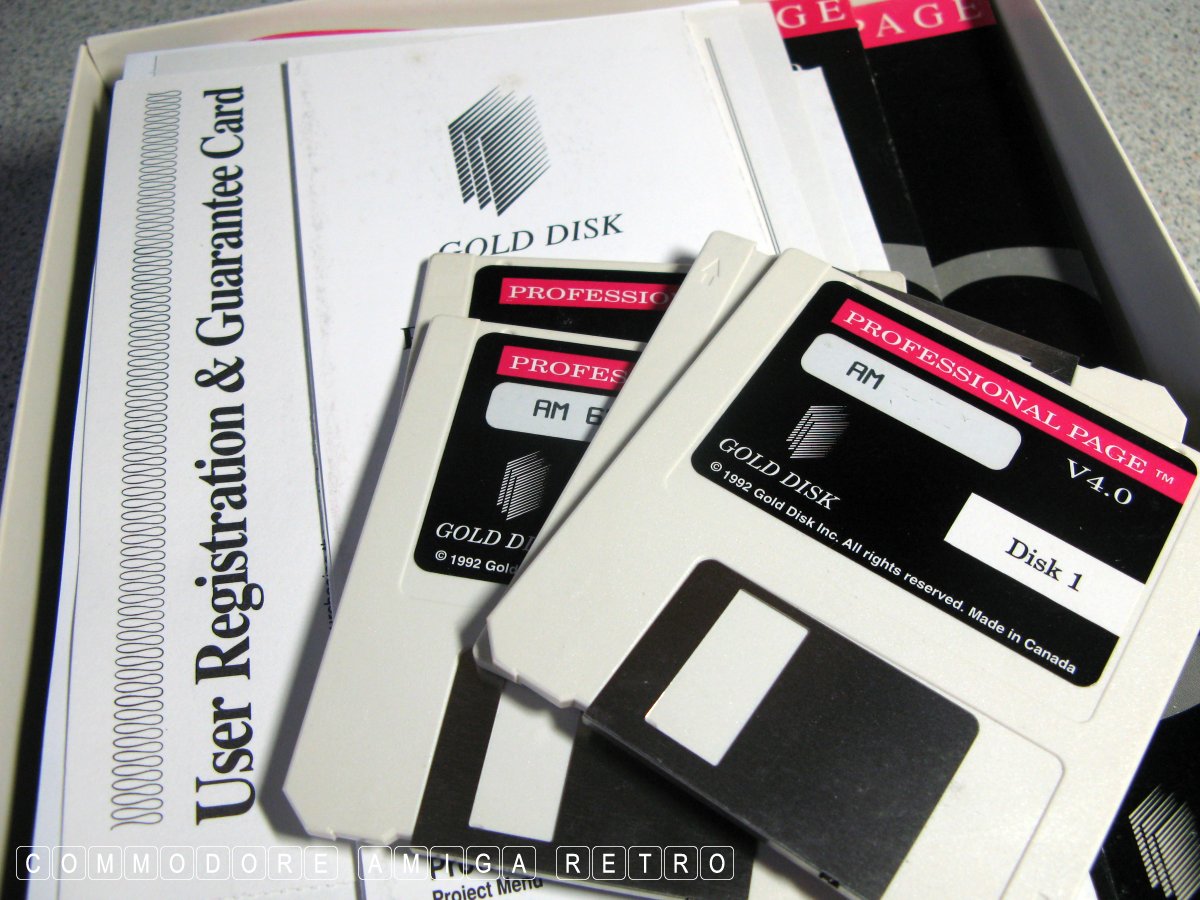 GE
PAGE
User Registration & Guarantee Card
GOLD DISK
PROFESSIO
PROFES
AM
GOLD DI
© 1992 Gold
PROFESSIONAL PAGE ™
V4.0
AM
GOLD DISK
© 1992 Gold Disk Inc. All rights reserved. Made in Canada
Disk 1
Project Menu
COMMODORE AMIGA RETRO